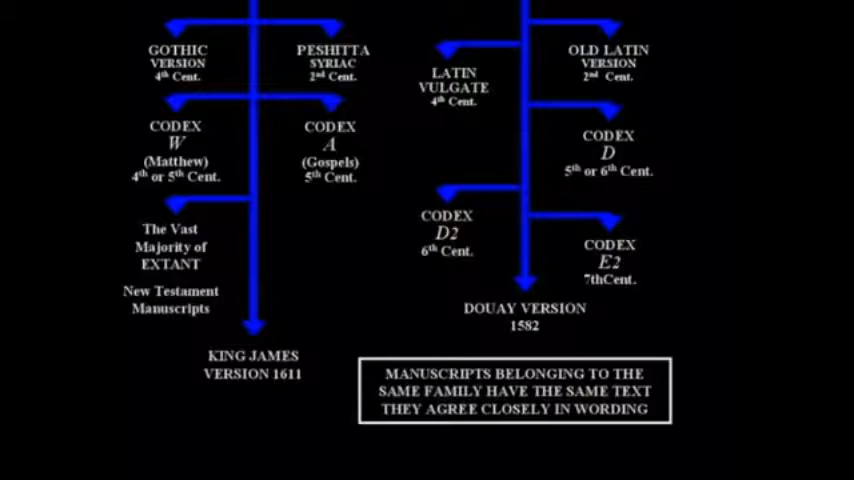 GOTHIC
VERSION
4th Cent.
PESHITTA
SYRIAC
2nd Cent.
CODEX
W
(Matthew)
4th or 5th Cent.
CODEX
A
(Gospels)
5th Cent.
The Vast
Majority of
EXTANT
New Testament
Manuscripts
KING JAMES
VERSION 1611
LATIN
VULGATE
4th Cent.
OLD LATIN
VERSION
2nd Cent.
CODEX
D
5th or 6th Cent.
CODEX
D2
6th Cent.
CODEX
E2
7thCent.
DOUAY VERSION
1582
MANUSCRIPTS BELONGING TO THE
SAME FAMILY HAVE THE SAME TEXT
THEY AGREE CLOSELY IN WORDING